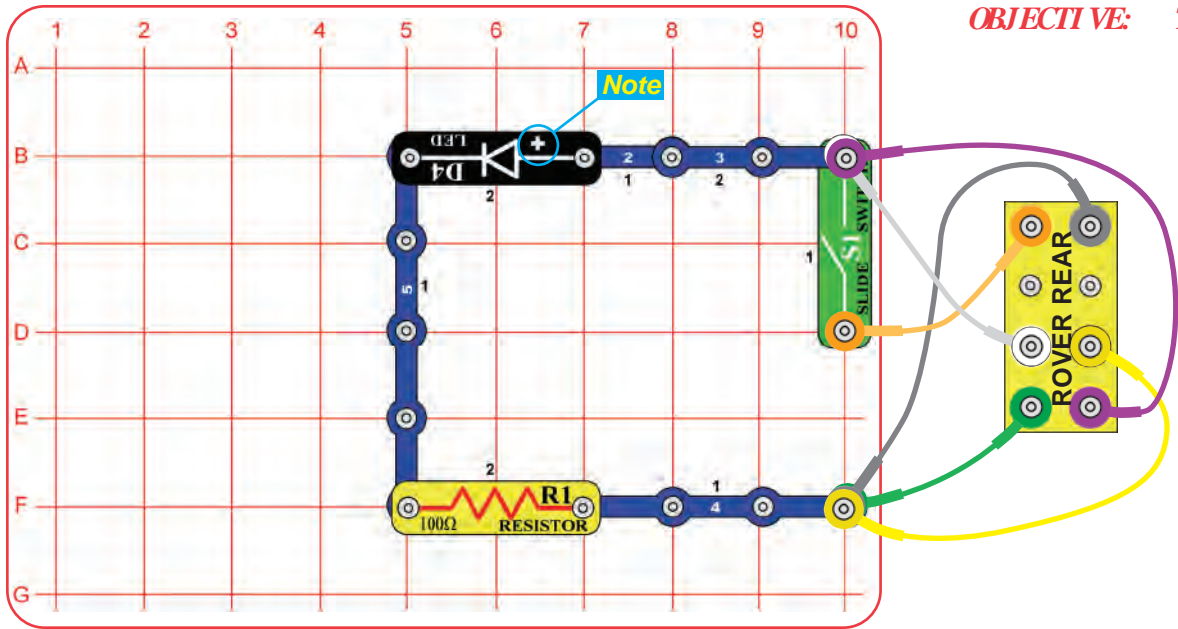 OBJECTIVE:
1 2 3 4 5 6 7 8 9 10
A
Note
LED
+
B
2
3
D4
2
1
2
SWIT
C
1
S1
5
1
SLIDE
D
ROVER REAR
E
2
1
F
R1
4
100Ω
RESISTOR
G